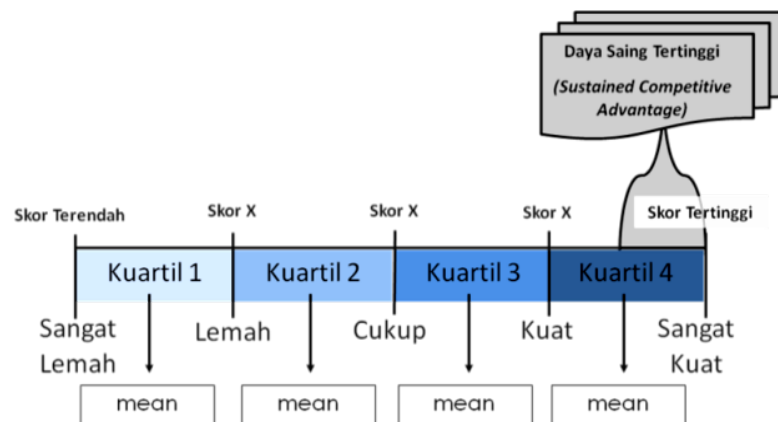 Daya Saing Tertinggi
(Sustained Competitive
Advantage)
Skor Terendah
Skor X
Skor X
Skor X
Skor Tertinggi
Kuartil 1
Kuartil 2
Kuartil 3
Kuartil 4
Sangat
Lemah
Lemah
Cukup
Kuat
Sangat
Kuat
mean
mean
mean
mean